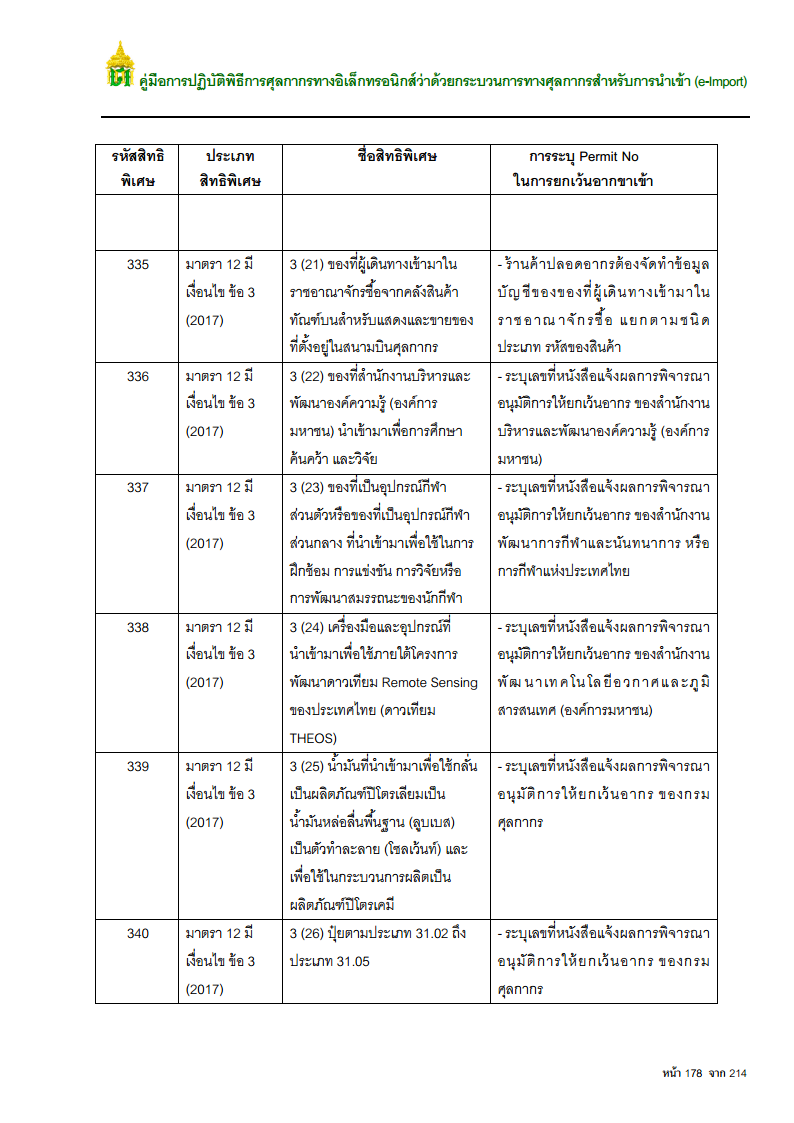 คู่มือการปฏิบัติพิธีการศุลกากรทางอิเล็กทรอนิกส์ว่าด้วยกระบวนการทางศุลกากรสำหรับการนำเข้า (e-Import)
รหัสสิทธิ
พิเศษ
ประเภท
สิทธิพิเศษ
ชื่อสิทธิพิเศษ
การระบุ Permit No
ในการยกเว้นอากขาเข้า
335
มาตรา 12 มี
เงื่อนไข ข้อ 3
(2017)
3 (21) ของที่ผู้เดินทางเข้ามาใน
ราชอาณาจักรซื้อจากคลังสินค้า
ทัณฑ์บนสำหรับแสดงและขายของ
ที่ตั้งอยู่ในสนามบินศุลกากร
- ร้านค้าปลอดอากรต้องจัดทำข้อมูล
บัญชีของของที่ผู้เดินทางเข้ามาใน
ราชอาณาจักรซื้อ แยกตามชนิด
ประเภท รหัสของสินค้า
336
มาตรา 12 มี
เงื่อนไข ข้อ 3
(2017)
3 (22) ของที่สำนักงานบริหารและ
พัฒนาองค์ความรู้ (องค์การ
มหาชน) นำเข้ามาเพื่อการศึกษา
ค้นคว้า และวิจัย
- ระบุเลขที่หนังสือแจ้งผลการพิจารณา
อนุมัติการให้ยกเว้นอากร ของสำนักงาน
บริหารและพัฒนาองค์ความรู้ (องค์การ
มหาชน)
337
มาตรา 12 มี
เงื่อนไข ข้อ 3
(2017)
3 (23) ของที่เป็นอุปกรณ์กีฬา
ส่วนตัวหรือของที่เป็นอุปกรณ์กีฬา
ส่วนกลาง ที่นำเข้ามาเพื่อใช้ในการ
ฝึกซ้อม การแข่งขัน การวิจัยหรือ
การพัฒนาสมรรถนะของนักกีฬา
- ระบุเลขที่หนังสือแจ้งผลการพิจารณา
อนุมัติการให้ยกเว้นอากร ของสำนักงาน
พัฒนาการกีฬาและนันทนาการ หรือ
การกีฬาแห่งประเทศไทย
338
มาตรา 12 มี
เงื่อนไข ข้อ 3
(2017)
3 (24) เครื่องมือและอุปกรณ์ที่
นำเข้ามาเพื่อใช้ภายใต้โครงการ
พัฒนาดาวเทียม Remote Sensing
ของประเทศไทย (ดาวเทียม
THEOS)
- ระบุเลขที่หนังสือแจ้งผลการพิจารณา
อนุมัติการให้ยกเว้นอากร ของสำนักงาน
พัฒนาเทคโนโลยีอวกาศและภูมิ
สารสนเทศ (องค์การมหาชน)
339
มาตรา 12 มี
เงื่อนไข ข้อ 3
(2017)
3 (25) น้ำมันที่นำเข้ามาเพื่อใช้กลั่น
เป็นผลิตภัณฑ์ปิโตรเลียมเป็น
น้ำมันหล่อลื่นพื้นฐาน (ลูบเบส)
เป็นตัวทำละลาย (โซลเว้นท์) และ
เพื่อใช้ในกระบวนการผลิตเป็น
ผลิตภัณฑ์ปิโตรเคมี
- ระบุเลขที่หนังสือแจ้งผลการพิจารณา
อนุมัติการให้ยกเว้นอากร ของกรม
ศุลกากร
340
มาตรา 12 มี
เงื่อนไข ข้อ 3
(2017)
3 (26) ปุ๋ยตามประเภท 31.02 ถึง
ประเภท 31.05
- ระบุเลขที่หนังสือแจ้งผลการพิจารณา
อนุมัติการให้ยกเว้นอากร ของกรม
ศุลกากร
หน้า 178 จาก 214